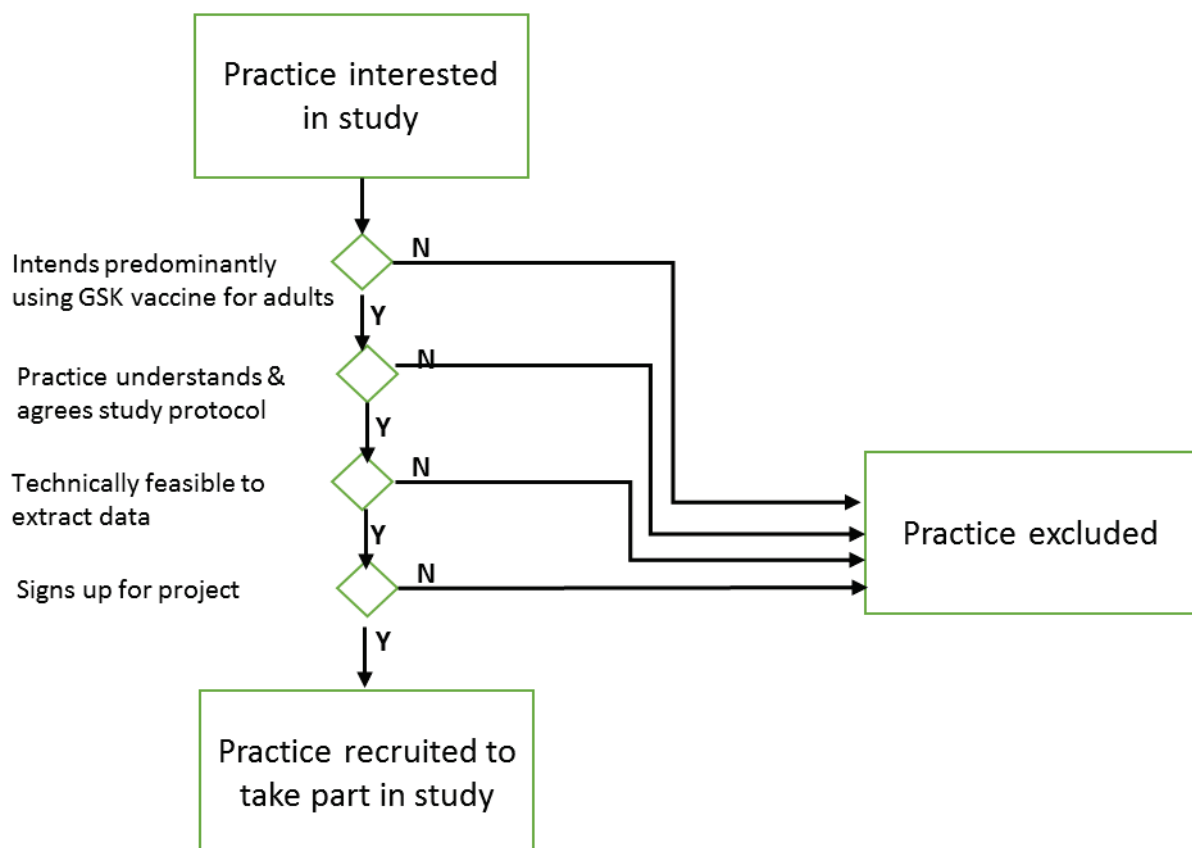 Practice interested
in study
N
Intends predominantly
using GSK vaccine for adults
Y
N
Practice understands &
agrees study protocol
Y
N
Technically feasible to
extract data
Y
N
Signs up for project
Y
Practice excluded
Practice recruited to
take part in study